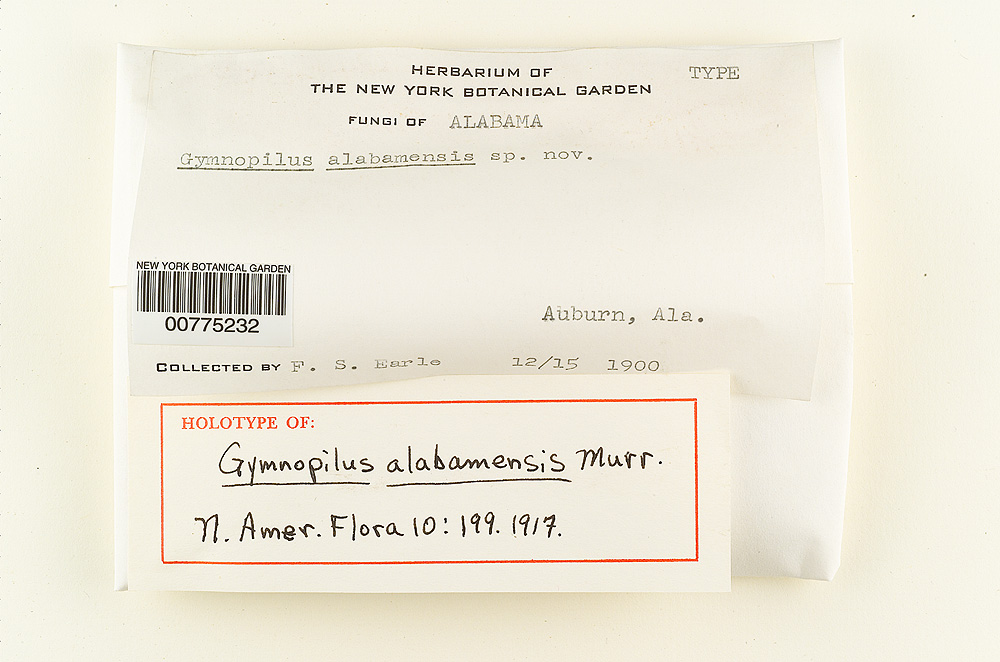 HERBARIUM OF
TYPE
THE NEW YORK BOTANICAL GARDEN
FUNGI OF ALABAMA
Gymnopilus alabamensis sp. nov.
NEW YORK BOTANICAL GARDEN
00775232
Auburn, Ala.
COLLECTED BY F. S. Earle 12/15 1900
HOLOTYPE OF:
Gymnopilus alabamensis Murr.
N. Amer. Flora 10: 199. 1917.